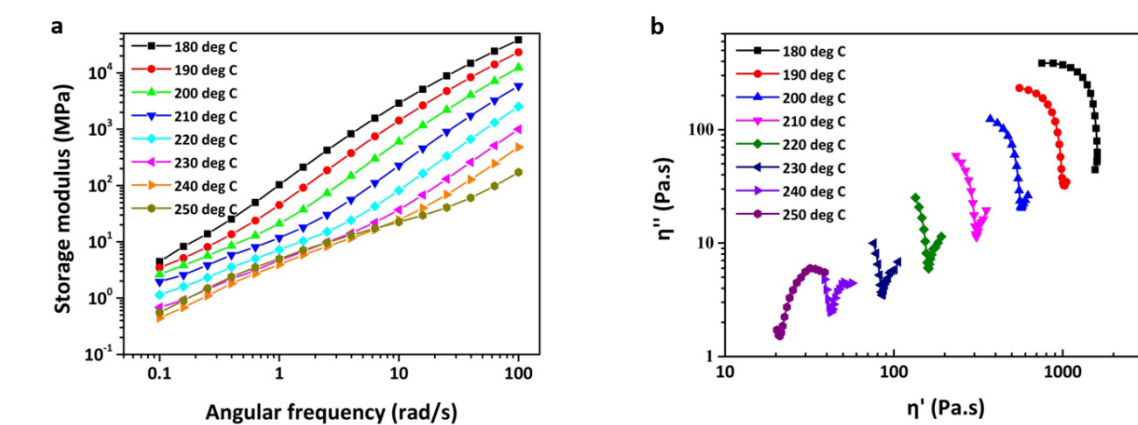 a
180 deg C
190 deg C
200 deg C
210 deg C
220 deg C
230 deg C
240 deg C
250 deg C
10⁴
10³
10²
10¹
10⁰
10⁻¹
Storage modulus (MPa)
0.1 1 10 100
Angular frequency (rad/s)
b
180 deg C
190 deg C
200 deg C
210 deg C
220 deg C
230 deg C
240 deg C
250 deg C
100
10
1
η'' (Pa.s)
10 100 1000
η' (Pa.s)